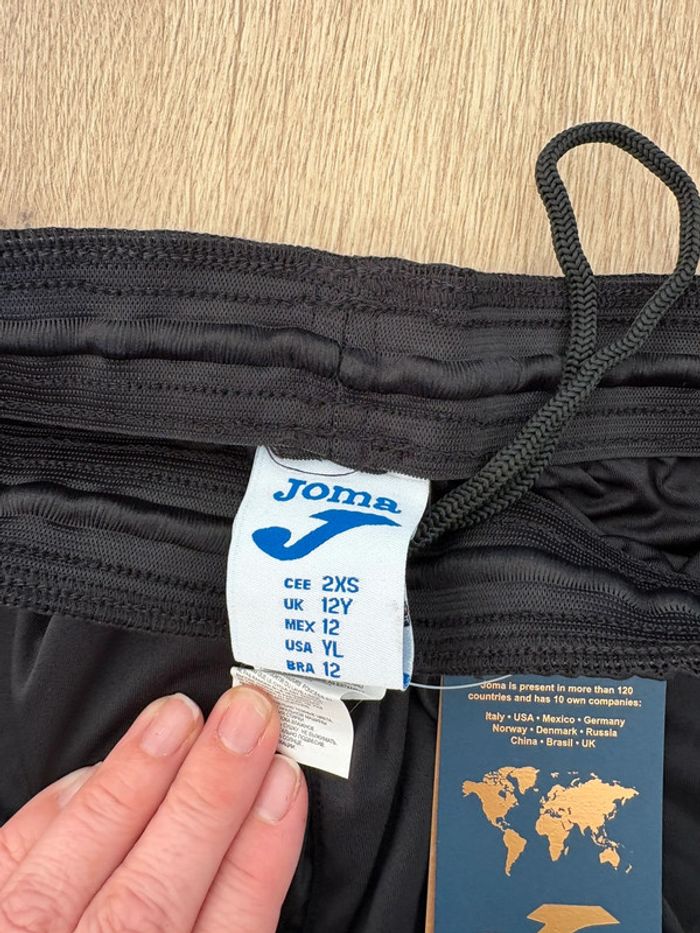 Joma
CEE 2XS
UK 12Y
MEX 12
USA YL
BRA 12
Joma is present in more than 120
countries and has 10 own companies:
Italy • USA • Mexico • Germany
Norway • Denmark • Russia
China • Brasil • UK